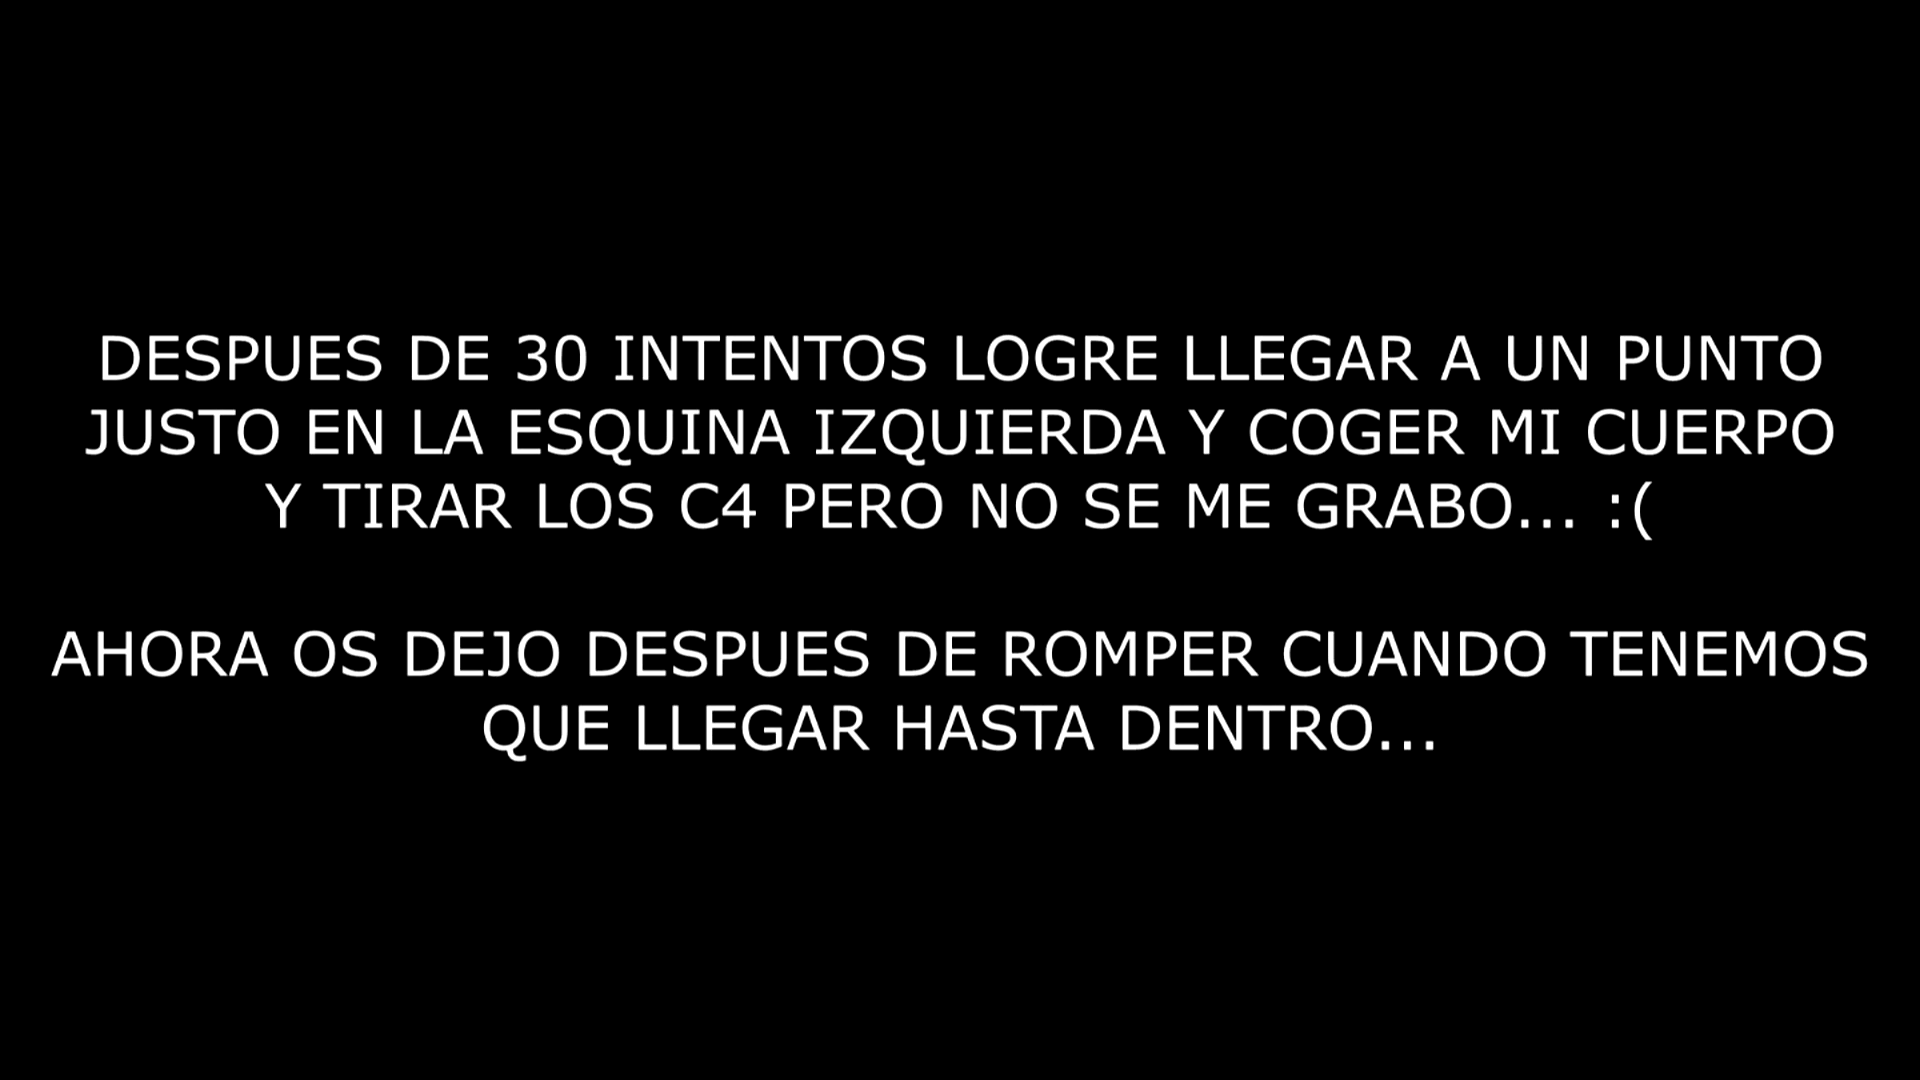 DESPUES DE 30 INTENTOS LOGRE LLEGAR A UN PUNTO
JUSTO EN LA ESQUINA IZQUIERDA Y COGER MI CUERPO
Y TIRAR LOS C4 PERO NO SE ME GRABO... :(
AHORA OS DEJO DESPUES DE ROMPER CUANDO TENEMOS
QUE LLEGAR HASTA DENTRO...